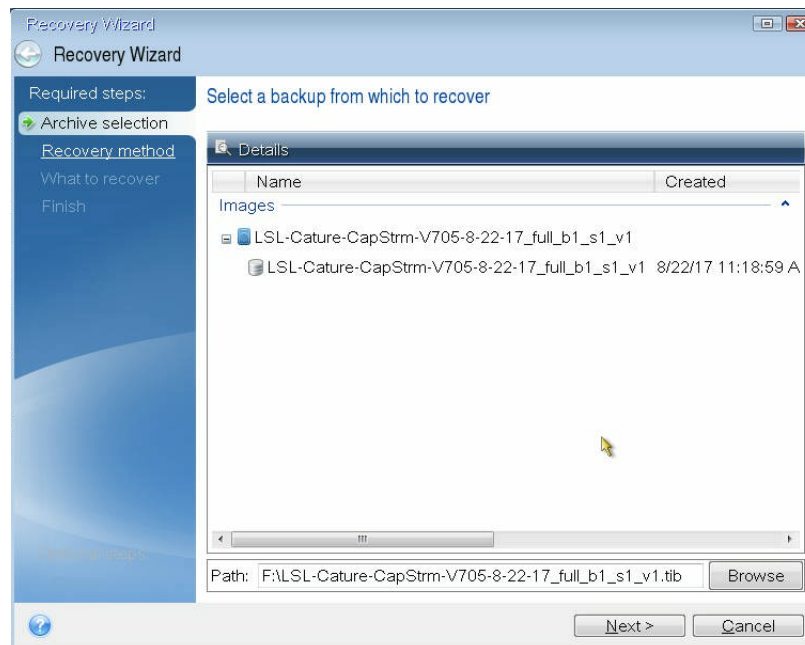 Recovery Wizard
Recovery Wizard
Required steps:
Archive selection
Recovery method
What to recover
Finish
Select a backup from which to recover
Details
Name Created
Images
LSL-Cature-CapStrm-V705-8-22-17_full_b1_s1_v1
LSL-Cature-CapStrm-V705-8-22-17_full_b1_s1_v1 8/22/17 11:18:59 A
Path: F:\LSL-Cature-CapStrm-V705-8-22-17_full_b1_s1_v1.tib Browse
Next > Cancel